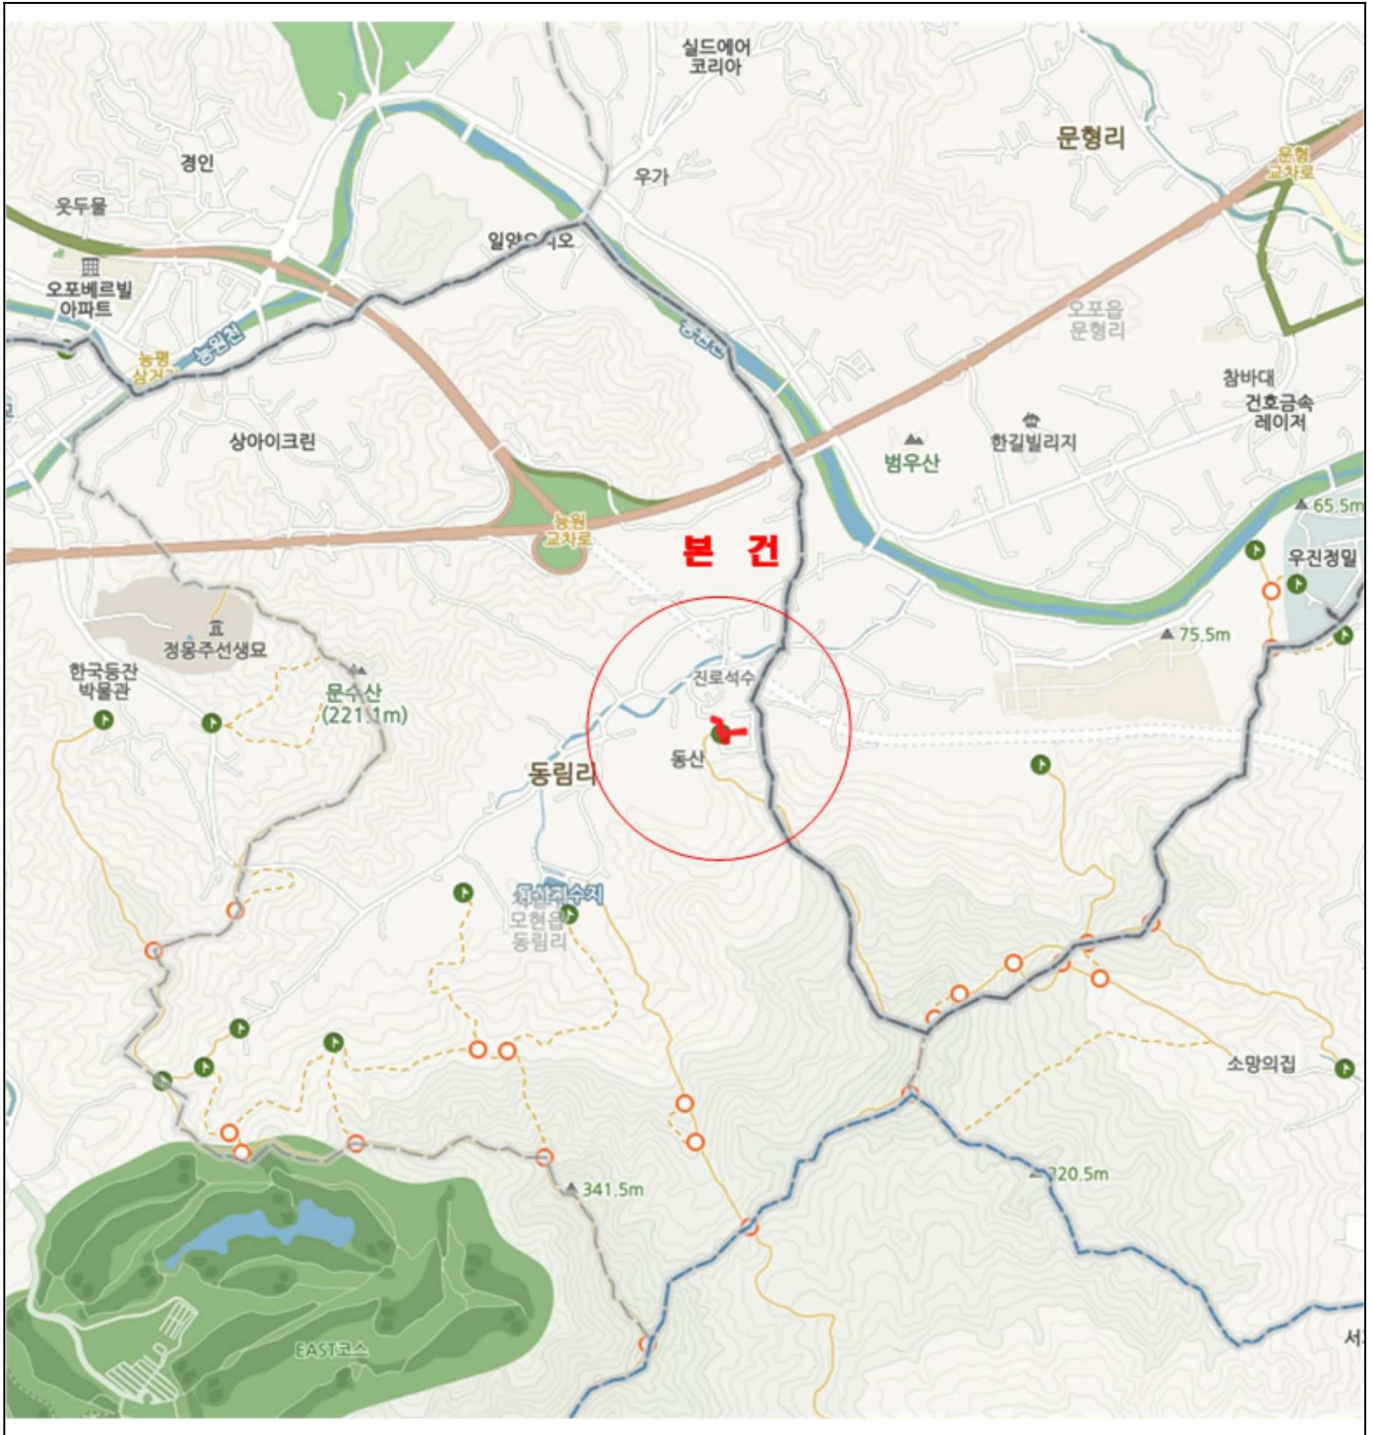 실드에어
코리아
문형리
문형
교차로
경인
우가
웃두물
오포베르빌
아파트
능원천
능평
오포읍
문형리
참바대
건호금속
레이저
상아이크린
한길빌리지
범우산
65.5m
능원
교차로
본 건
우진정밀
75.5m
정몽주선생묘
한국등잔
박물관
문수산
(221.1m)
진로석수
동산
동림리
모현읍
동림리
소망의집
341.5m
EAST코스